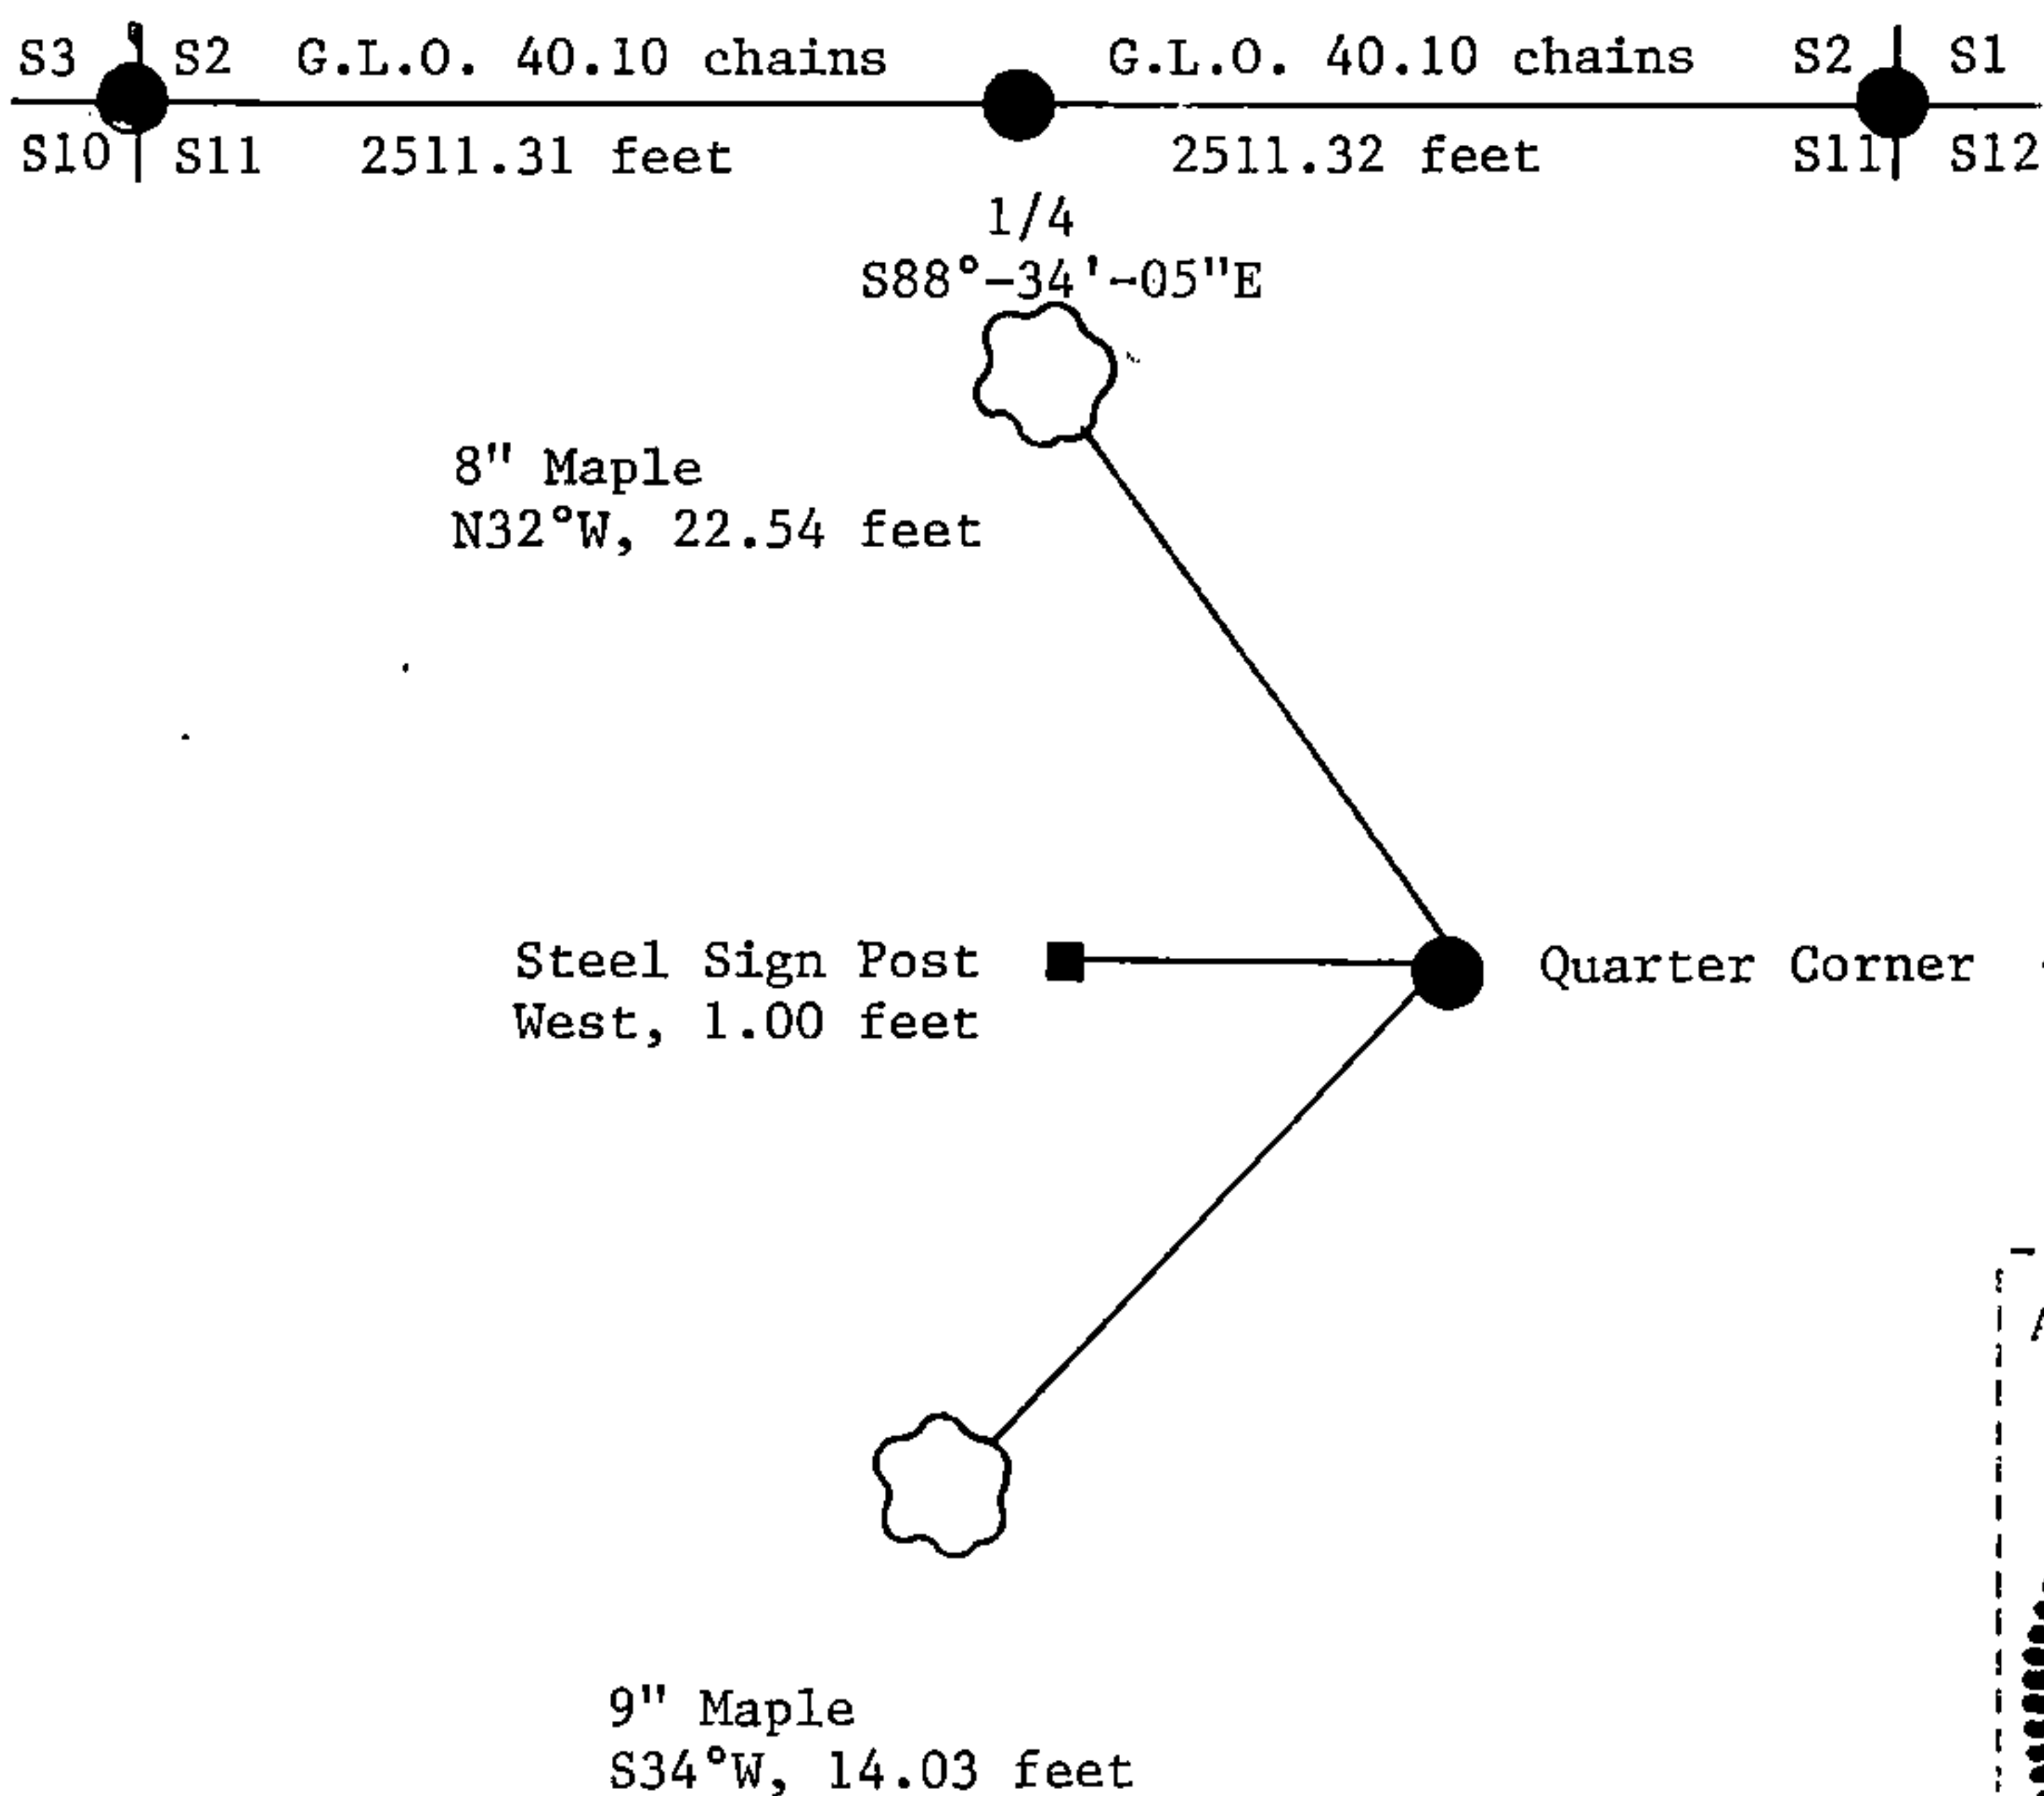 S3 S2 G.L.O. 40.10 chains G.L.O. 40.10 chains S2 S1
S10 S11 2511.31 feet 2511.32 feet S11 S12
1/4
S88°-34'-05"E
8" Maple
N32°W, 22.54 feet
Steel Sign Post Quarter Corner
West, 1.00 feet
9" Maple
S34°W, 14.03 feet